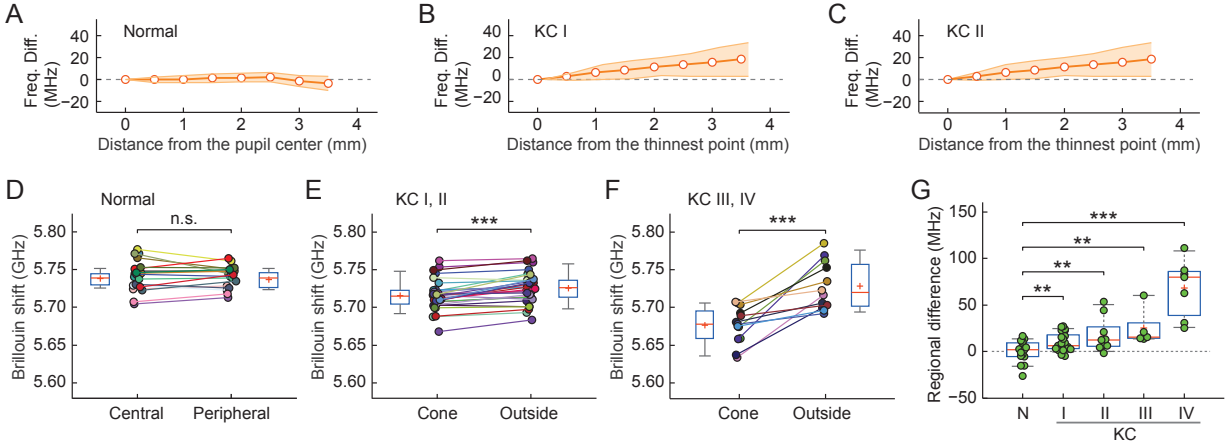 A
Normal
Freq. Diff.
(MHz)
40
20
0
−20
0
1
2
3
4
Distance from the pupil center (mm)
B
KC I
Freq. Diff.
(MHz)
40
20
0
20
0
1
2
3
4
Distance from the thinnest point (mm)
C
KC II
Freq. Diff.
(MHz)
40
20
0
−20
0
1
2
3
4
Distance from the thinnest point (mm)
D
Normal
n.s.
Brillouin shift (GHz)
5.80
5.75
5.70
5.65
5.60
Central
Peripheral
E
KC I, II
***
Brillouin shift (GHz)
5.80
5.75
5.70
5.65
5.60
Cone
Outside
F
KC III, IV
***
Brillouin shift (GHz)
5.80
5.75
5.70
5.65
5.60
Cone
Outside
G
Regional difference (MHz)
150
100
50
0
−50
***
**
**
**
N
I
II
III
IV
KC